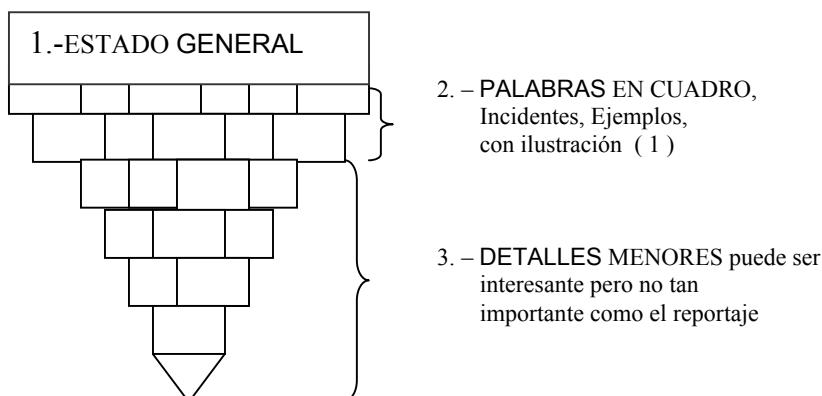 1.-ESTADO GENERAL
2. – PALABRAS EN CUADRO,
Incidentes, Ejemplos,
con ilustración ( 1 )
3. – DETALLES MENORES puede ser
interesante pero no tan
importante como el reportaje